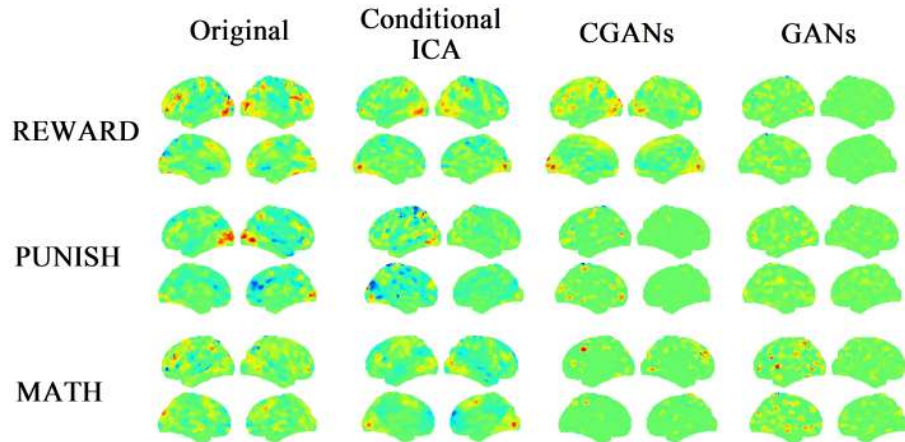 Original
Conditional
ICA
CGANs
GANs
REWARD
PUNISH
MATH